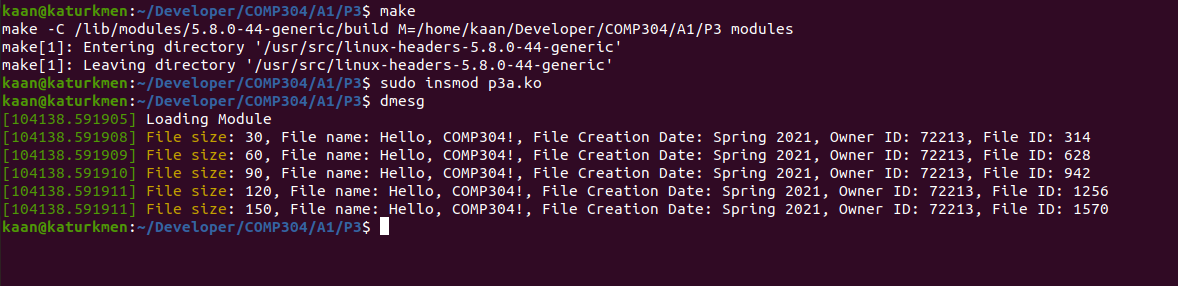 kaan@katurkmen:~/Developer/COMP304/A1/P3$ make
make -C /lib/modules/5.8.0-44-generic/build M=/home/kaan/Developer/COMP304/A1/P3 modules
make[1]: Entering directory '/usr/src/linux-headers-5.8.0-44-generic'
make[1]: Leaving directory '/usr/src/linux-headers-5.8.0-44-generic'
kaan@katurkmen:~/Developer/COMP304/A1/P3$ sudo insmod p3a.ko
kaan@katurkmen:~/Developer/COMP304/A1/P3$ dmesg
[104138.591905] Loading Module
[104138.591908] File size: 30, File name: Hello, COMP304!, File Creation Date: Spring 2021, Owner ID: 72213, File ID: 314
[104138.591909] File size: 60, File name: Hello, COMP304!, File Creation Date: Spring 2021, Owner ID: 72213, File ID: 628
[104138.591910] File size: 90, File name: Hello, COMP304!, File Creation Date: Spring 2021, Owner ID: 72213, File ID: 942
[104138.591911] File size: 120, File name: Hello, COMP304!, File Creation Date: Spring 2021, Owner ID: 72213, File ID: 1256
[104138.591911] File size: 150, File name: Hello, COMP304!, File Creation Date: Spring 2021, Owner ID: 72213, File ID: 1570
kaan@katurkmen:~/Developer/COMP304/A1/P3$